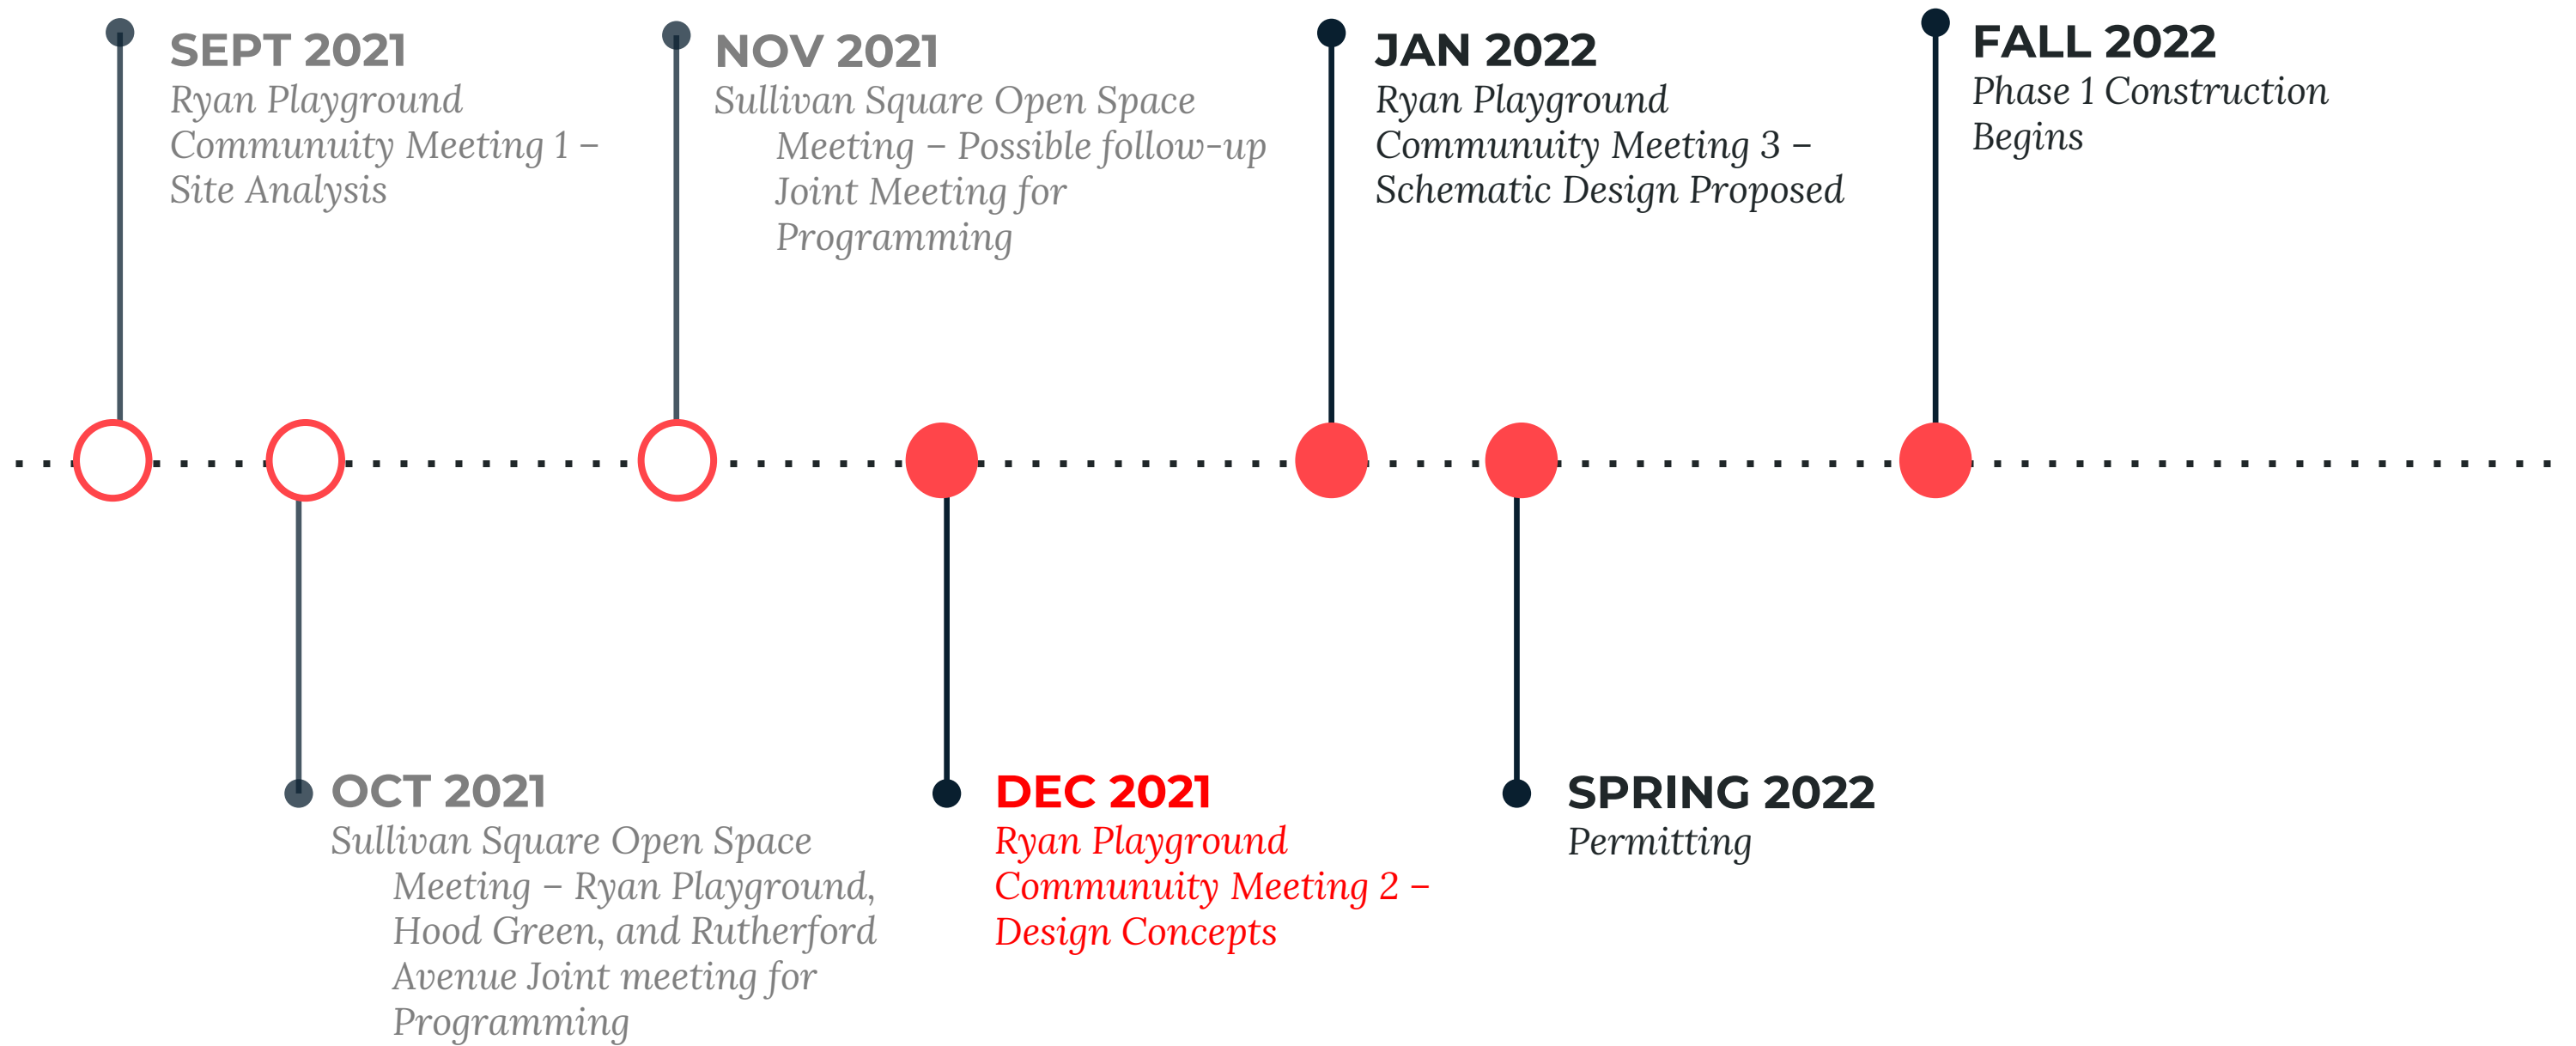 SEPT 2021
Ryan Playground
Communuity Meeting 1 –
Site Analysis
NOV 2021
Sullivan Square Open Space
Meeting – Possible follow-up
Joint Meeting for
Programming
JAN 2022
Ryan Playground
Communuity Meeting 3 –
Schematic Design Proposed
FALL 2022
Phase 1 Construction
Begins
OCT 2021
Sullivan Square Open Space
Meeting – Ryan Playground,
Hood Green, and Rutherford
Avenue Joint meeting for
Programming
DEC 2021
Ryan Playground
Communuity Meeting 2 –
Design Concepts
SPRING 2022
Permitting